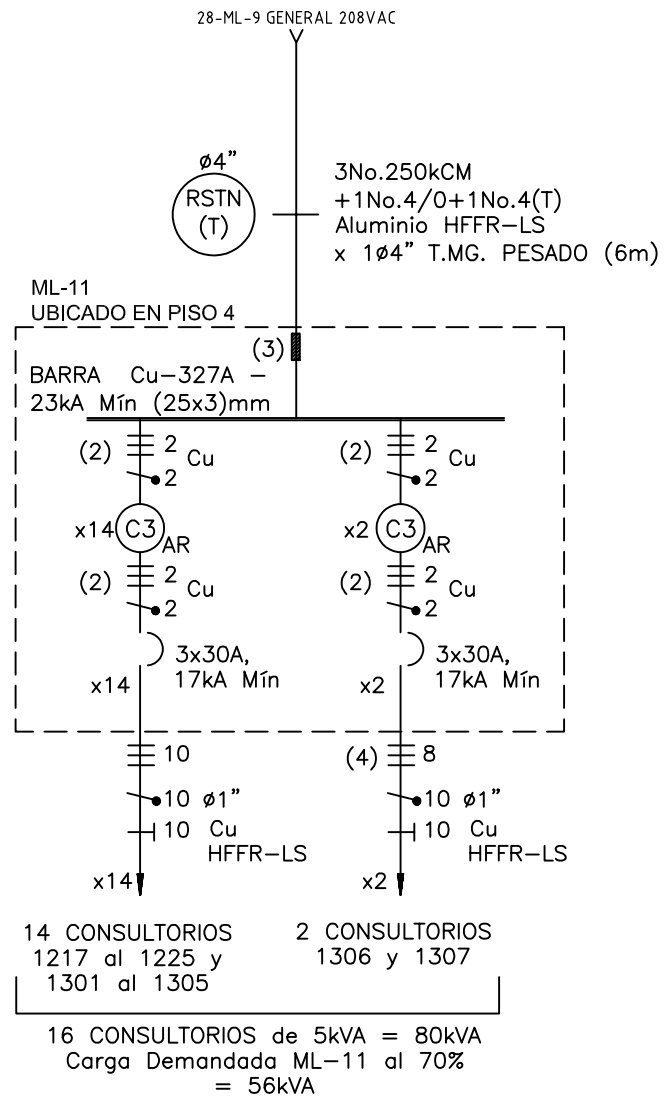 28-ML-9 GENERAL 208VAC
ø4"
RSTN
(T)
3No.250kCM
+1No.4/0+1No.4(T)
Aluminio HFFR-LS
x 1ø4" T.MG. PESADO (6m)
ML-11
UBICADO EN PISO 4
(3)
BARRA Cu-327A -
23kA Mín (25x3)mm
(2) 2 Cu
2
x14 C3 AR
(2) 2 Cu
2
3x30A,
17kA Mín
x14
10
10 ø1"
10 Cu
HFFR-LS
x14
14 CONSULTORIOS
1217 al 1225 y
1301 al 1305
(2) 2 Cu
2
x2 C3 AR
(2) 2 Cu
2
3x30A,
17kA Mín
x2
(4) 8
10 ø1"
10 Cu
HFFR-LS
x2
2 CONSULTORIOS
1306 y 1307
16 CONSULTORIOS de 5kVA = 80kVA
Carga Demandada ML-11 al 70%
= 56kVA